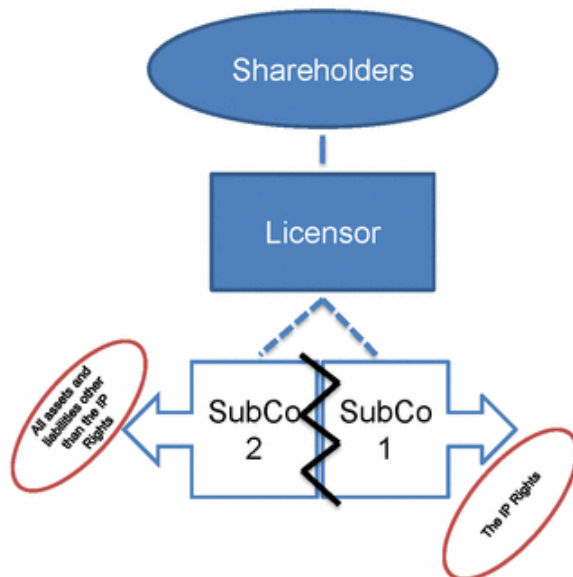 Shareholders
Licensor
SubCo
2
SubCo
1
All assets and
liabilities other
than the IP
Rights
The IP Rights